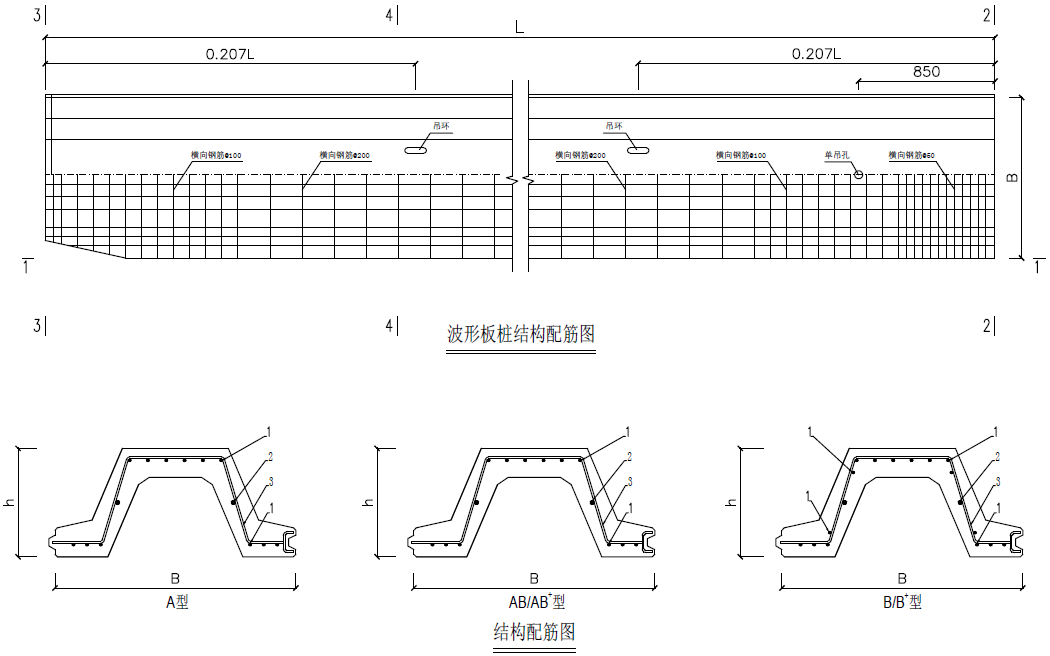 3 4 2
L
0.207L 0.207L
850
吊环 吊环
横向钢筋@100 横向钢筋@200 横向钢筋@200 横向钢筋@100 单吊孔 横向钢筋@50
B
1 1
3 4 2
波形板桩结构配筋图
1 1 1 1
2 2 2
h 3 h 3 h 3
1 1 1 1
B B B
A型 AB/AB+型 B/B+型
结构配筋图